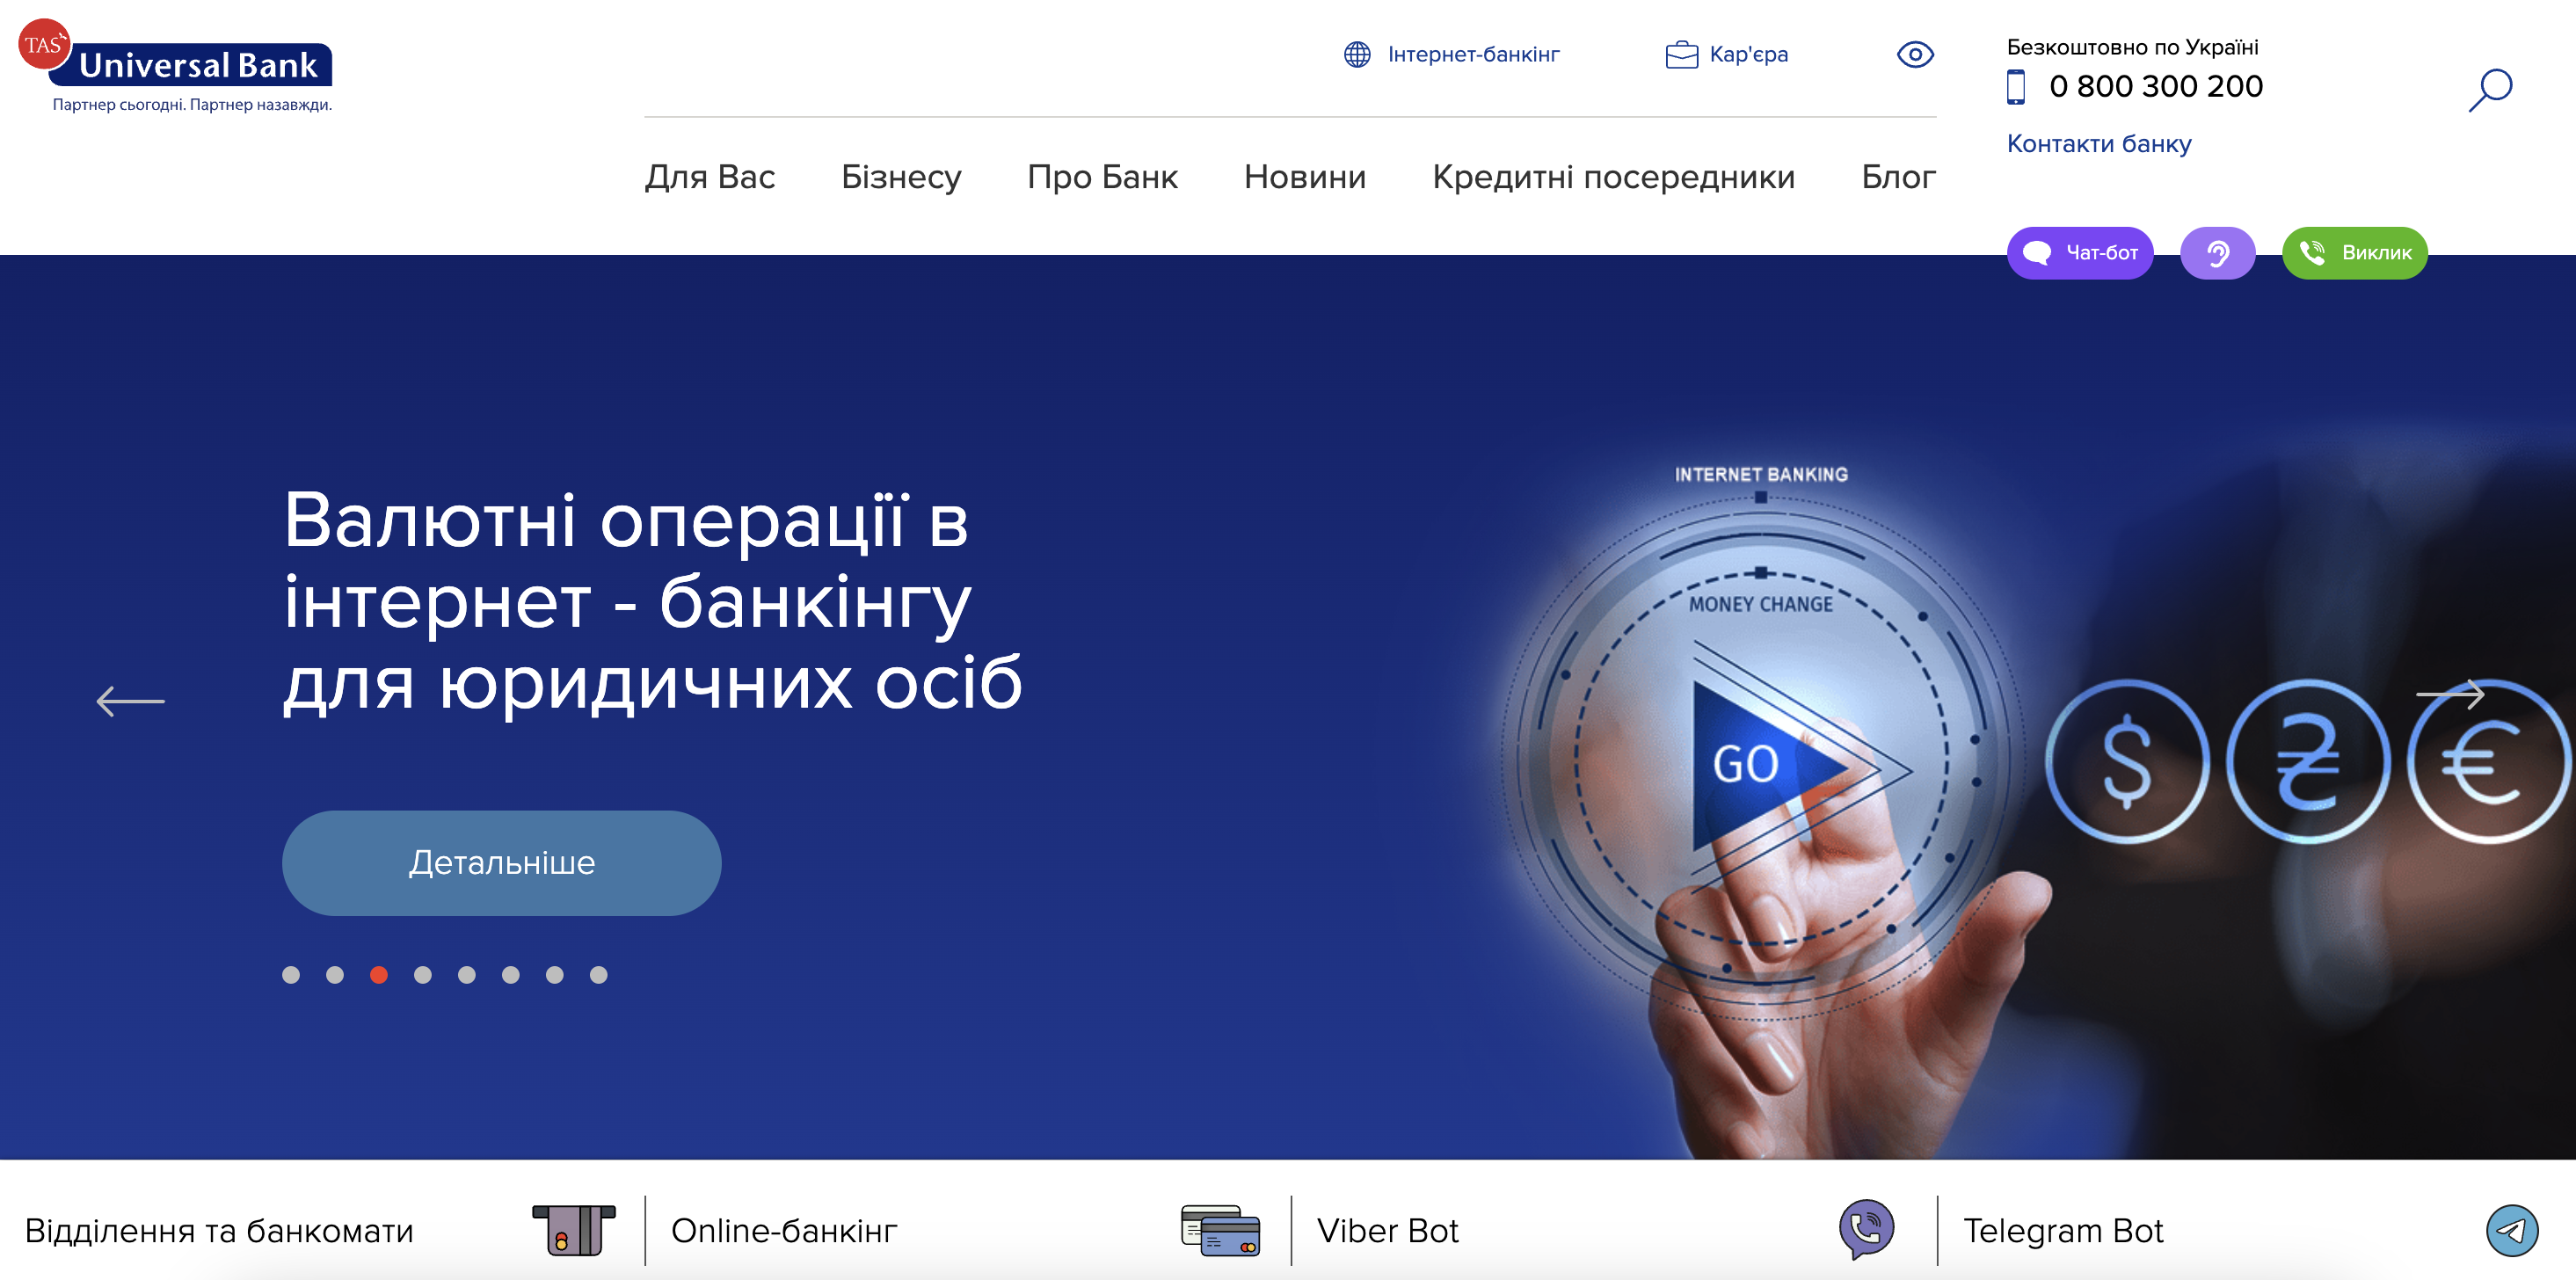 TAS
Universal Bank
Партнер сьогодні. Партнер назавжди.
Інтернет-банкінг
Кар'єра
Безкоштовно по Україні
0 800 300 200
Контакти банку
Для Вас
Бізнесу
Про Банк
Новини
Кредитні посередники
Блог
Чат-бот
Виклик
Валютні операції в
інтернет - банкінгу
для юридичних осіб
Детальніше
INTERNET BANKING
MONEY CHANGE
GO
$ ₴ €
Відділення та банкомати
Online-банкінг
Viber Bot
Telegram Bot